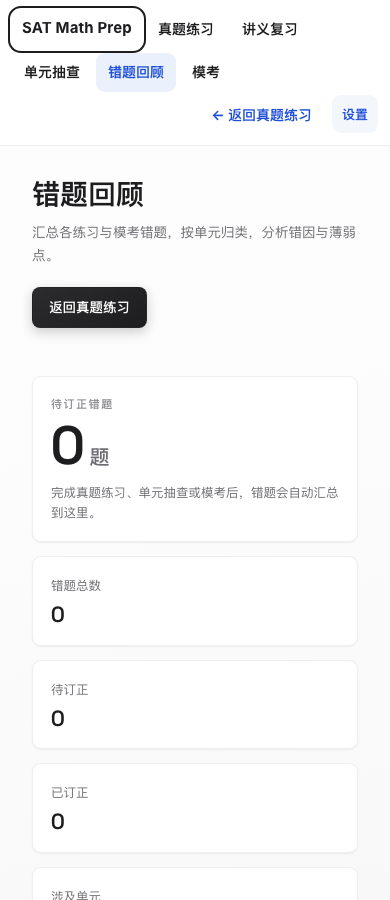 SAT Math Prep
真题练习
讲义复习
单元抽查
错题回顾
模考
← 返回真题练习
设置
错题回顾
汇总各练习与模考错题，按单元归类，分析错因与薄弱
点。
返回真题练习
待订正错题
0 题
完成真题练习、单元抽查或模考后，错题会自动汇总
到这里。
错题总数
0
待订正
0
已订正
0
涉及单元